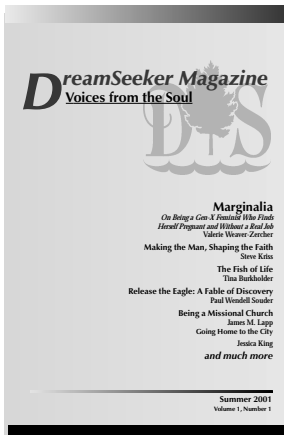 DreamSeeker Magazine
Voices from the Soul
DS
Marginalia
On Being a Gen-X Feminist Who Finds
Herself Pregnant and Without a Real Job
Valerie Weaver-Zercher
Making the Man, Shaping the Faith
Steve Kriss
The Fish of Life
Tina Burkholder
Release the Eagle: A Fable of Discovery
Paul Wendell Souder
Being a Missional Church
James M. Lapp
Going Home to the City
Jessica King
and much more
Summer 2001
Volume 1, Number 1